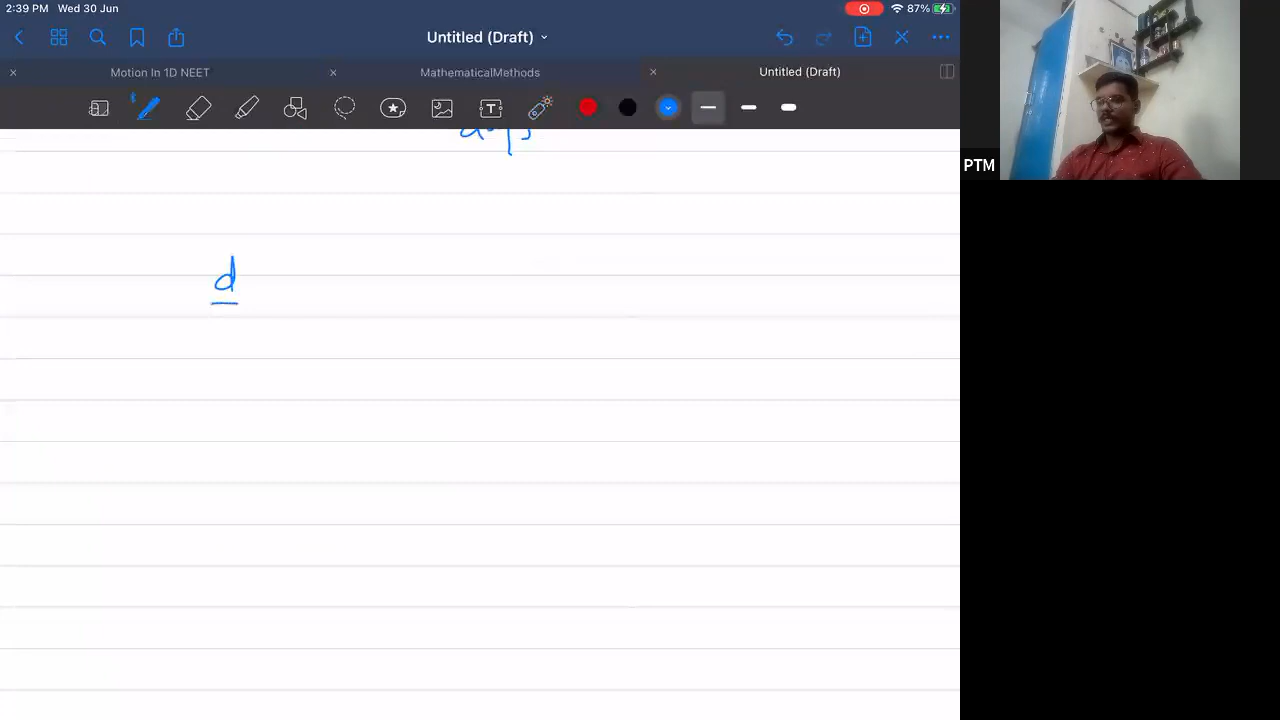 2:39 PM Wed 30 Jun 87%
Untitled (Draft)
Motion In 1D NEET MathematicalMethods Untitled (Draft)
T
d
PTM